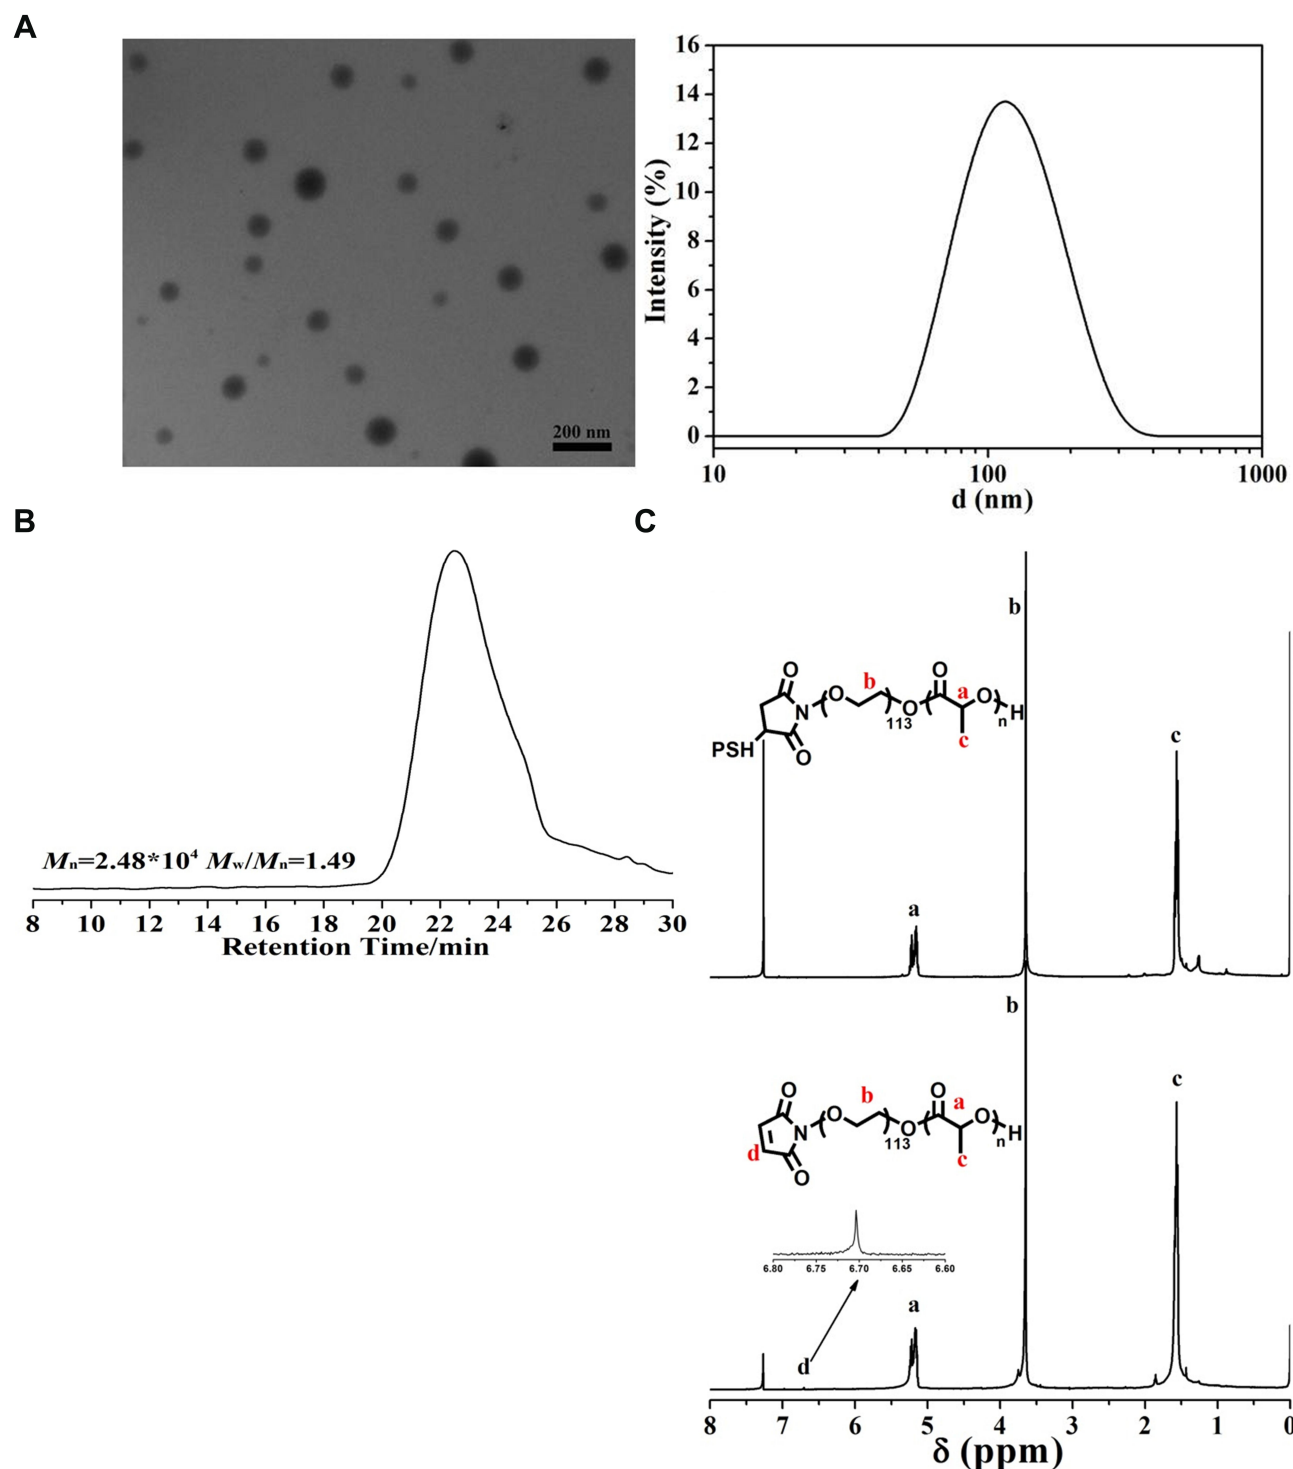 A
200 nm
16
14
12
10
8
6
4
2
0
Intensity (%)
10 100 1000
d (nm)
B
Mn=2.48*10⁴ Mw/Mn=1.49
8 10 12 14 16 18 20 22 24 26 28 30
Retention Time/min
C
b
O O
b a
N O O O H
113 n
PSH O c
c
a
b
c
O O
b a
N O O O H
d 113 n
O c
6.80 6.75 6.70 6.65 6.60
a
d
8 7 6 5 4 3 2 1 0
δ (ppm)